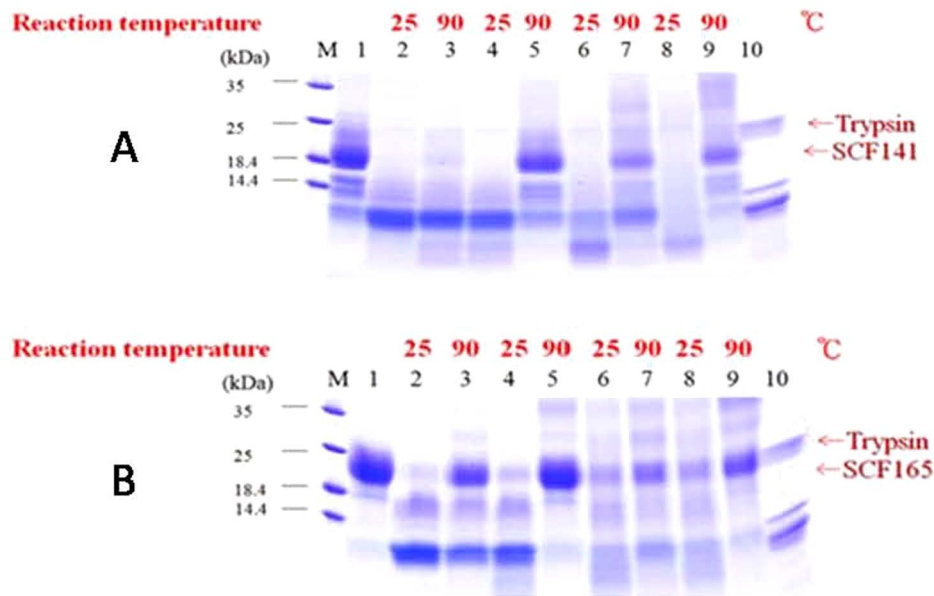 Reaction temperature 25 90 25 90 25 90 25 90 ℃
(kDa) M 1 2 3 4 5 6 7 8 9 10
35
25
←Trypsin
A
18.4
←SCF141
14.4
Reaction temperature 25 90 25 90 25 90 25 90 ℃
(kDa) M 1 2 3 4 5 6 7 8 9 10
35
←Trypsin
25
←SCF165
B
18.4
14.4